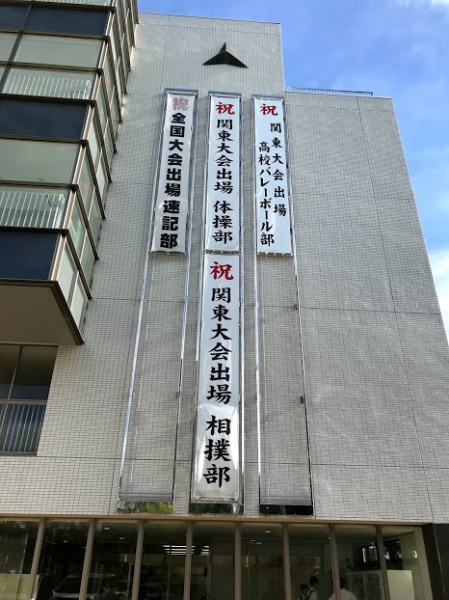 祝 関東大会出場 高校バレーボール部
祝 関東大会出場 体操部
祝 関東大会出場 相撲部
祝 全国大会出場 速記部